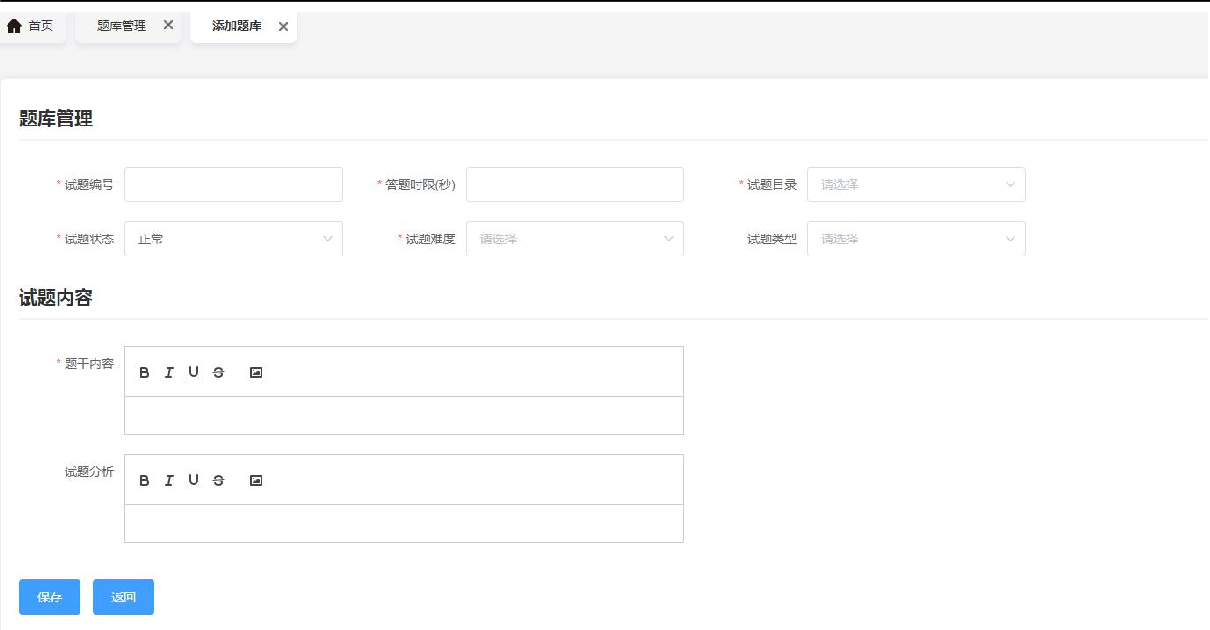 首页 题库管理 添加题库
题库管理
* 试题编号 * 答题时限(秒) * 试题目录 请选择
* 试题状态 正常 * 试题难度 请选择 试题类型 请选择
试题内容
* 题干内容 B I U S
试题分析 B I U S
保存 返回